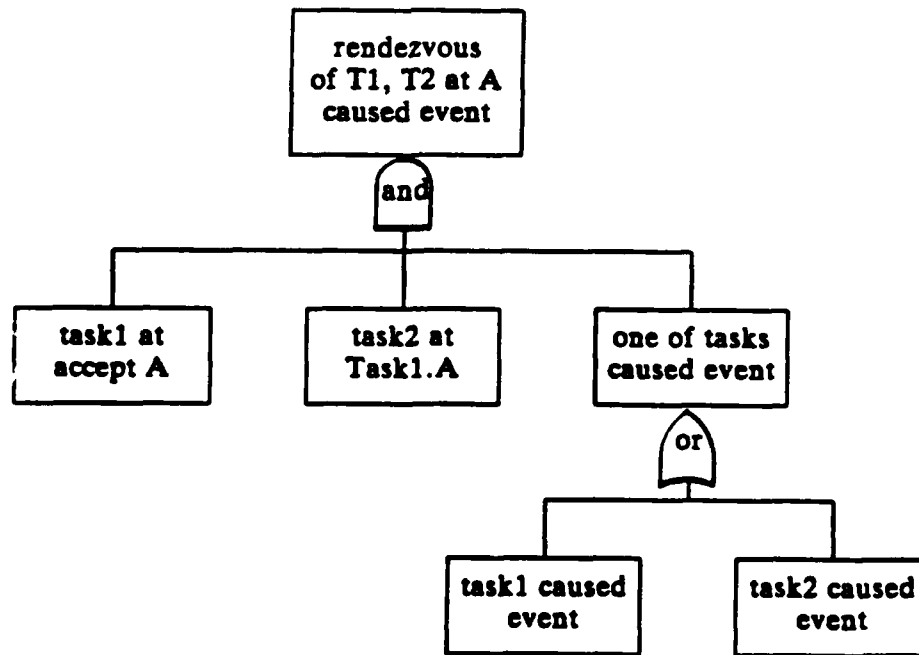 rendezvous
of T1, T2 at A
caused event
and
task1 at
accept A
task2 at
Task1.A
one of tasks
caused event
or
task1 caused
event
task2 caused
event